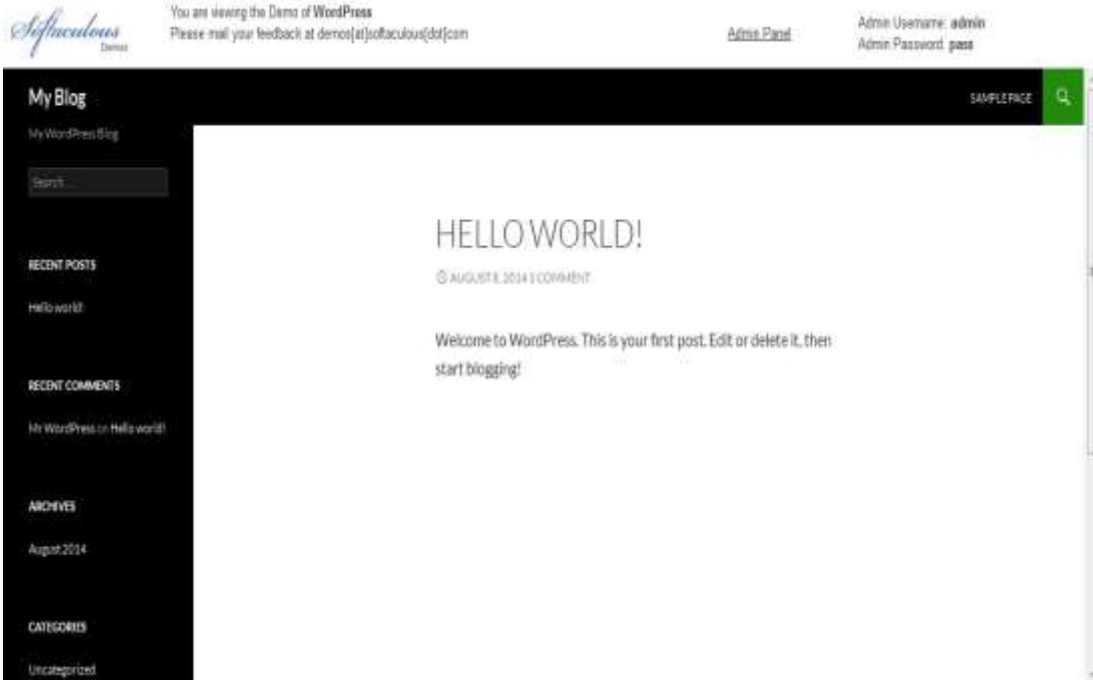 Softaculous
Demos
You are viewing the Demo of WordPress
Please mail your feedback at demos[at]softaculous[dot]com
Admin Panel
Admin Username: admin
Admin Password: pass
My Blog
SAMPLE PAGE
My WordPress Blog
Search ...
HELLO WORLD!
AUGUST 8, 2014 1 COMMENT
Welcome to WordPress. This is your first post. Edit or delete it, then
start blogging!
RECENT POSTS
Hello world!
RECENT COMMENTS
Mr WordPress on Hello world!
ARCHIVES
August 2014
CATEGORIES
Uncategorized